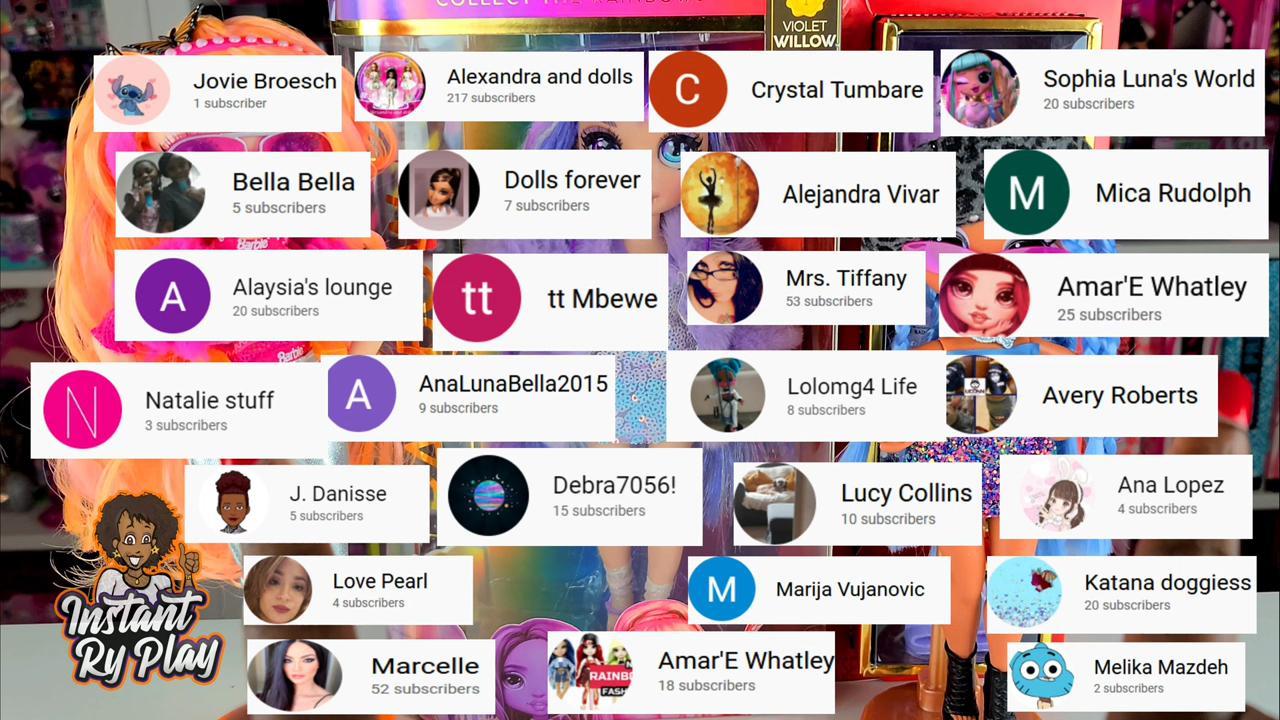 COLLECT THE RAINBOW
VIOLET
WILLOW
Jovie Broesch
1 subscriber
Alexandra and dolls
217 subscribers
C
Crystal Tumbare
Sophia Luna's World
20 subscribers
Bella Bella
5 subscribers
Dolls forever
7 subscribers
Alejandra Vivar
M
Mica Rudolph
Barbie
A
Alaysia's lounge
20 subscribers
tt
tt Mbewe
Mrs. Tiffany
53 subscribers
Amar'E Whatley
25 subscribers
Barbie
N
Natalie stuff
3 subscribers
A
AnaLunaBella2015
9 subscribers
Lolomg4 Life
8 subscribers
Avery Roberts
J. Danisse
5 subscribers
Debra7056!
15 subscribers
Lucy Collins
10 subscribers
Ana Lopez
4 subscribers
Love Pearl
4 subscribers
M
Marija Vujanovic
Katana doggiess
20 subscribers
Instant
Ry Play
Marcelle
52 subscribers
RAINB
FASH
Amar'E Whatley
18 subscribers
Melika Mazdeh
2 subscribers